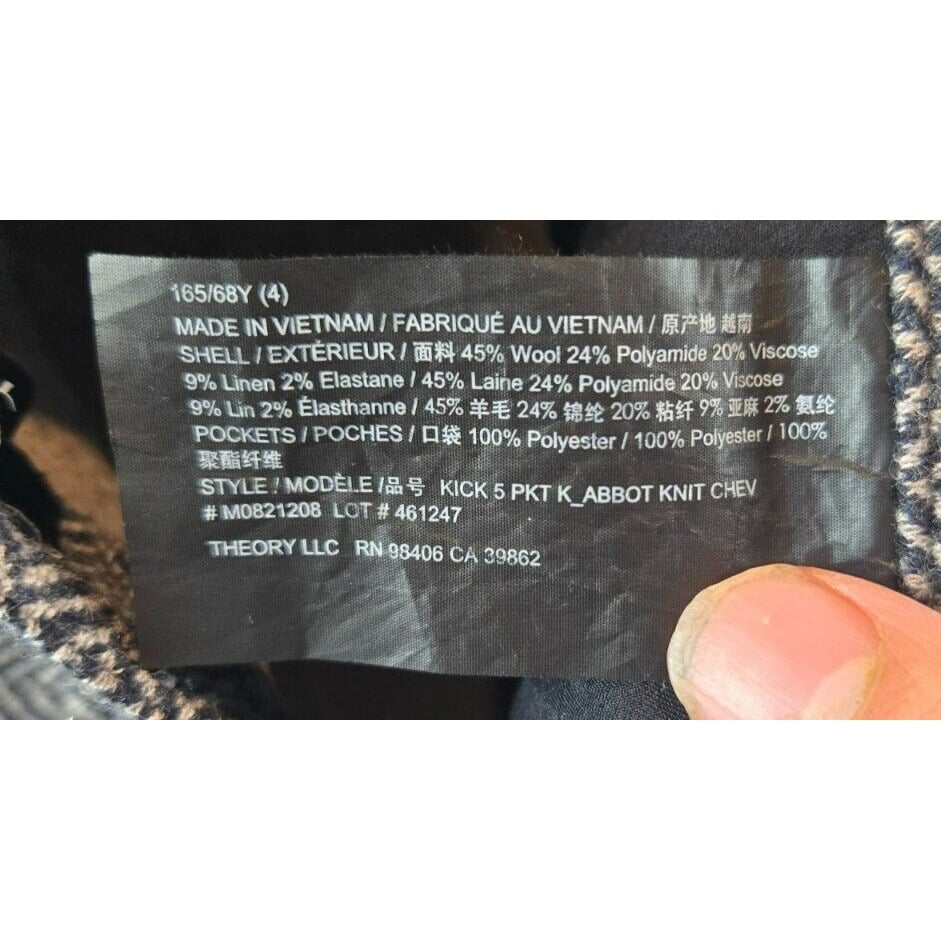 165/68Y (4)
MADE IN VIETNAM / FABRIQUÉ AU VIETNAM / 原产地 越南
SHELL / EXTÉRIEUR / 面料 45% Wool 24% Polyamide 20% Viscose
9% Linen 2% Elastane / 45% Laine 24% Polyamide 20% Viscose
9% Lin 2% Élasthanne / 45% 羊毛 24% 锦纶 20% 粘纤 9% 亚麻 2% 氨纶
POCKETS / POCHES / 口袋 100% Polyester / 100% Polyester / 100%
聚酯纤维
STYLE / MODÈLE /品号 KICK 5 PKT K_ABBOT KNIT CHEV
# M0821208 LOT # 461247
THEORY LLC RN 98406 CA 39862